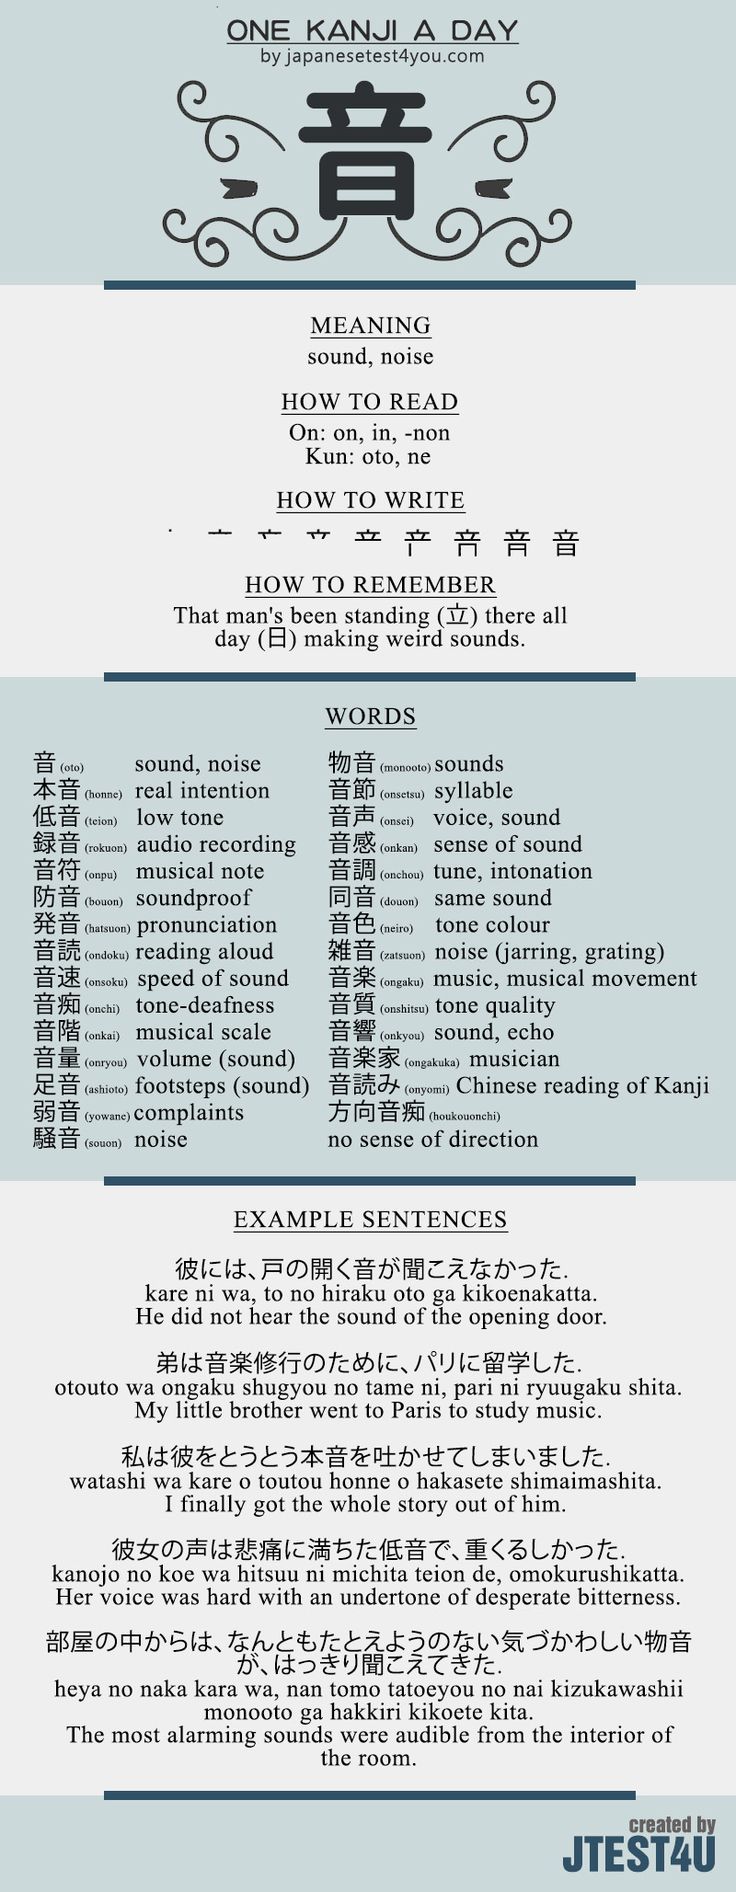 ONE KANJI A DAY
by japanesetest4you.com
音
MEANING
sound, noise
HOW TO READ
On: on, in, -non
Kun: oto, ne
HOW TO WRITE
音
HOW TO REMEMBER
That man's been standing (立) there all
day (日) making weird sounds.
WORDS
音 (oto) sound, noise
本音 (honne) real intention
低音 (teion) low tone
録音 (rokuon) audio recording
音符 (onpu) musical note
防音 (bouon) soundproof
発音 (hatsuon) pronunciation
音読 (ondoku) reading aloud
音速 (onsoku) speed of sound
音痴 (onchi) tone-deafness
音階 (onkai) musical scale
音量 (onryou) volume (sound)
足音 (ashioto) footsteps (sound)
弱音 (yowane) complaints
騒音 (souon) noise
物音 (monooto) sounds
音節 (onsetsu) syllable
音声 (onsei) voice, sound
音感 (onkan) sense of sound
音調 (onchou) tune, intonation
同音 (douon) same sound
音色 (neiro) tone colour
雑音 (zatsuon) noise (jarring, grating)
音楽 (ongaku) music, musical movement
音質 (onshitsu) tone quality
音響 (onkyou) sound, echo
音楽家 (ongakuka) musician
音読み (onyomi) Chinese reading of Kanji
方向音痴 (houkouonchi)
no sense of direction
EXAMPLE SENTENCES
彼には、戸の開く音が聞こえなかった.
kare ni wa, to no hiraku oto ga kikoenakatta.
He did not hear the sound of the opening door.
弟は音楽修行のために、パリに留学した.
otouto wa ongaku shugyou no tame ni, pari ni ryuugaku shita.
My little brother went to Paris to study music.
私は彼をとうとう本音を吐かせてしまいました.
watashi wa kare o toutou honne o hakasete shimaimashita.
I finally got the whole story out of him.
彼女の声は悲痛に満ちた低音で、重くるしかった.
kanojo no koe wa hitsuu ni michita teion de, omokurushikatta.
Her voice was hard with an undertone of desperate bitterness.
部屋の中からは、なんともたとえようのない気づかわしい物音
が、はっきり聞こえてきた.
heya no naka kara wa, nan tomo tatoeyou no nai kizukawashii
monooto ga hakkiri kikoete kita.
The most alarming sounds were audible from the interior of
the room.
created by
JTEST4U